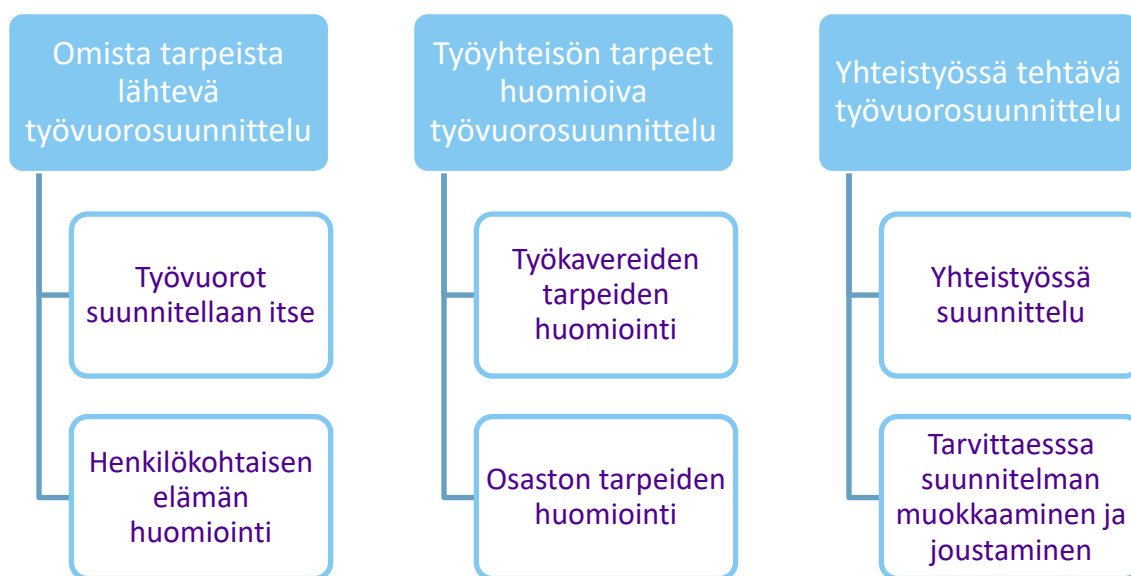 Omista tarpeista
lähtevä
työvuorosuunnittelu
Työvuorot
suunnitellaan itse
Henkilökohtaisen
elämän
huomiointi
Työyhteisön tarpeet
huomioiva
työvuorosuunnittelu
Työkavereiden
tarpeiden
huomiointi
Osaston tarpeiden
huomiointi
Yhteistyössä tehtävä
työvuorosuunnittelu
Yhteistyössä
suunnittelu
Tarvittaesssa
suunnitelman
muokkaaminen ja
joustaminen